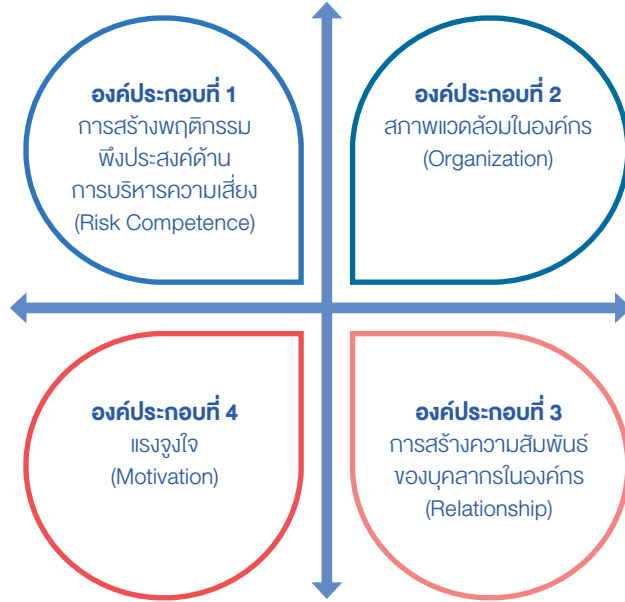 องค์ประกอบที่ 1
การสร้างพฤติกรรม
พึงประสงค์ด้าน
การบริหารความเสี่ยง
(Risk Competence)
องค์ประกอบที่ 2
สภาพแวดล้อมในองค์กร
(Organization)
องค์ประกอบที่ 4
แรงจูงใจ
(Motivation)
องค์ประกอบที่ 3
การสร้างความสัมพันธ์
ของบุคลากรในองค์กร
(Relationship)